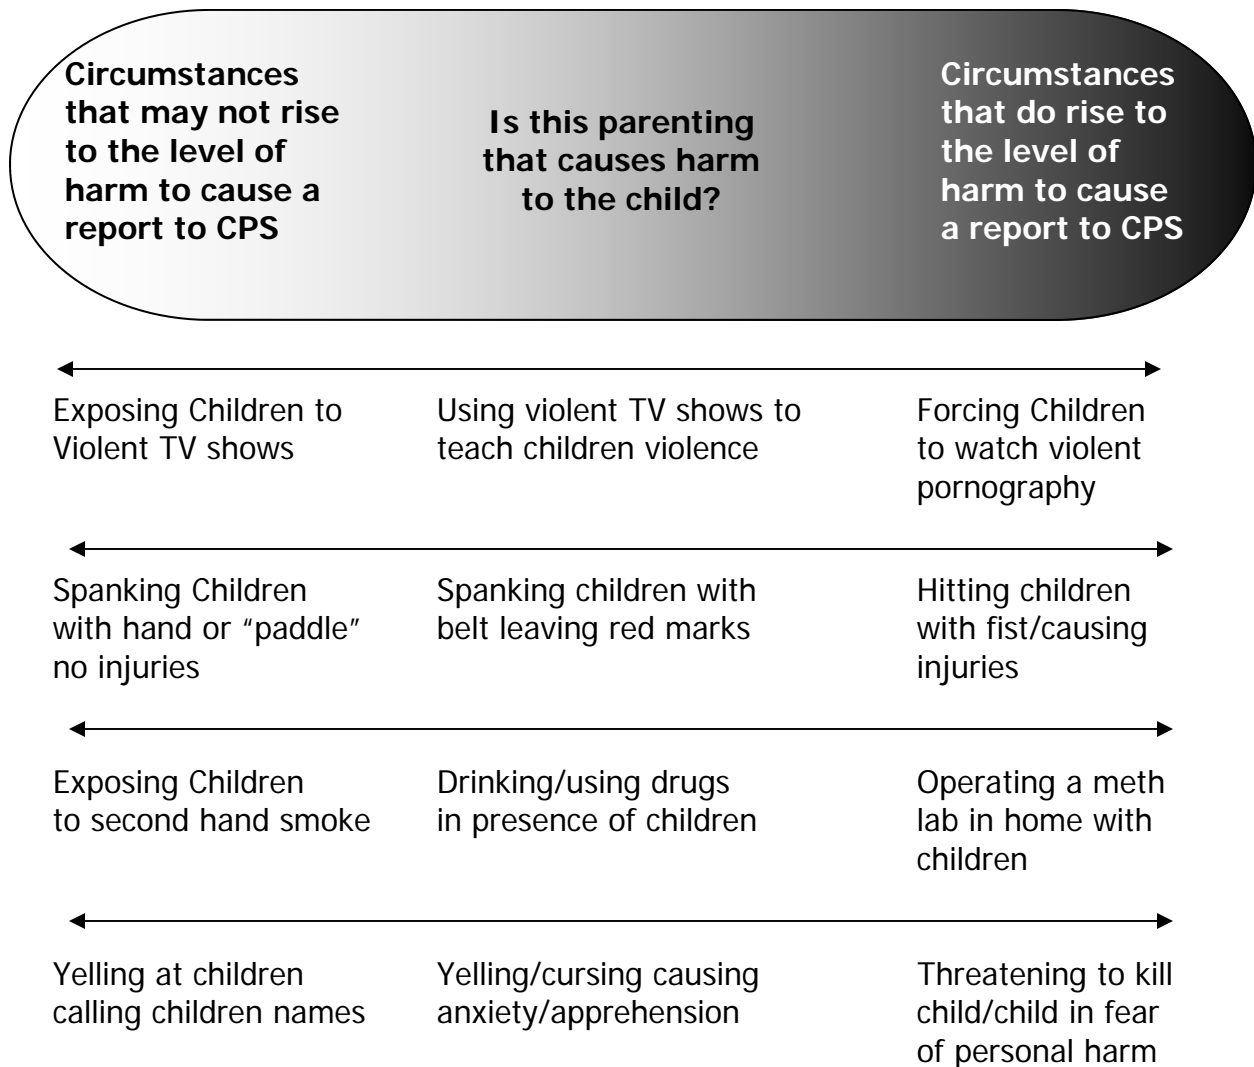 Circumstances
that may not rise
to the level of
harm to cause a
report to CPS
Is this parenting
that causes harm
to the child?
Circumstances
that do rise to
the level of
harm to cause
a report to CPS
Exposing Children to
Violent TV shows
Using violent TV shows to
teach children violence
Forcing Children
to watch violent
pornography
Spanking Children
with hand or “paddle”
no injuries
Spanking children with
belt leaving red marks
Hitting children
with fist/causing
injuries
Exposing Children
to second hand smoke
Drinking/using drugs
in presence of children
Operating a meth
lab in home with
children
Yelling at children
calling children names
Yelling/cursing causing
anxiety/apprehension
Threatening to kill
child/child in fear
of personal harm